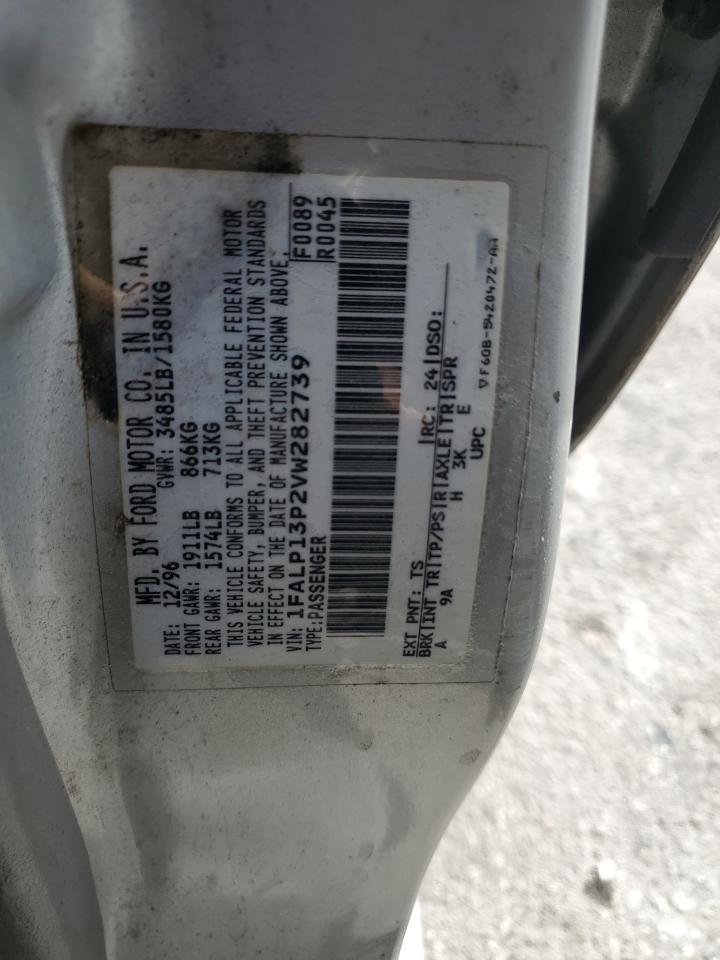 MFD. BY FORD MOTOR CO. IN U.S.A.
DATE: 12/96 GVWR: 3485LB/1580KG
FRONT GAWR: 1911LB 866KG
REAR GAWR: 1574LB 713KG
THIS VEHICLE CONFORMS TO ALL APPLICABLE FEDERAL MOTOR
VEHICLE SAFETY, BUMPER, AND THEFT PREVENTION STANDARDS
IN EFFECT ON THE DATE OF MANUFACTURE SHOWN ABOVE.
VIN: 1FALP13P2VW282739 F0089
TYPE: PASSENGER R0045
EXT PNT: TS RC: 24 DSO:
BRK INT TR TP/PS R AXLE TR SPR
A 9A H 3K E
UPC
F60B-5420472-AA